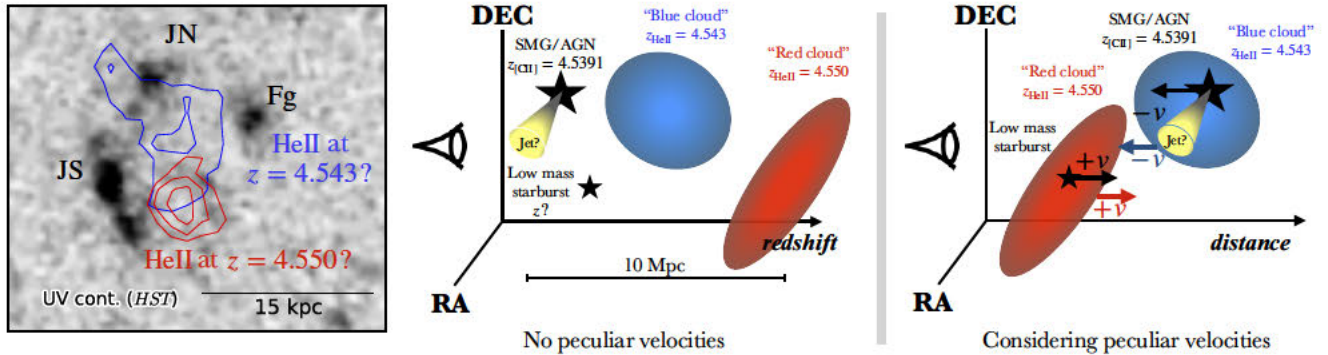 JN
Fg
JS
HeII at
z = 4.543?
HeII at z = 4.550?
UV cont. (HST)
15 kpc
DEC
SMG/AGN
z[CII] = 4.5391
"Blue cloud"
zHeII = 4.543
"Red cloud"
zHeII = 4.550
Jet?
Low mass
starburst
z?
redshift
10 Mpc
RA
No peculiar velocities
DEC
SMG/AGN
z[CII] = 4.5391
"Blue cloud"
zHeII = 4.543
"Red cloud"
zHeII = 4.550
Low mass
starburst
−v
Jet?
−v
+v
+v
distance
RA
Considering peculiar velocities